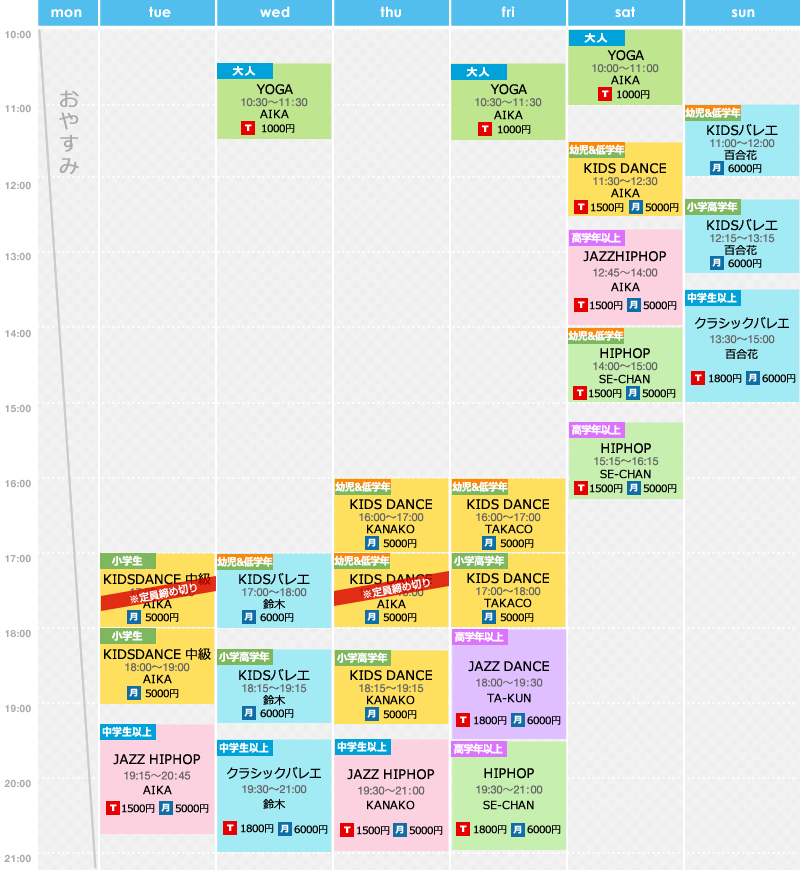 mon
tue
wed
thu
fri
sat
sun
10:00
11:00
12:00
13:00
14:00
15:00
16:00
17:00
18:00
19:00
20:00
21:00
おやすみ
小学生
KIDSDANCE 中級
※定員締め切り
AIKA
月 5000円
小学生
KIDSDANCE 中級
18:00〜19:00
AIKA
月 5000円
中学生以上
JAZZ HIPHOP
19:15〜20:45
AIKA
T 1500円 月 5000円
大人
YOGA
10:30〜11:30
AIKA
T 1000円
幼児&低学年
KIDSバレエ
17:00〜18:00
鈴木
月 6000円
小学高学年
KIDSバレエ
18:15〜19:15
鈴木
月 6000円
中学生以上
クラシックバレエ
19:30〜21:00
鈴木
T 1800円 月 6000円
幼児&低学年
KIDS DANCE
16:00〜17:00
KANAKO
月 5000円
幼児&低学年
KIDS DANCE
※定員締め切り
AIKA
月 5000円
小学高学年
KIDS DANCE
18:15〜19:15
KANAKO
月 5000円
中学生以上
JAZZ HIPHOP
19:30〜21:00
KANAKO
T 1500円 月 5000円
大人
YOGA
10:30〜11:30
AIKA
T 1000円
幼児&低学年
KIDS DANCE
16:00〜17:00
TAKACO
月 5000円
小学高学年
KIDS DANCE
17:00〜18:00
TAKACO
月 5000円
高学年以上
JAZZ DANCE
18:00〜19:30
TA-KUN
T 1800円 月 6000円
高学年以上
HIPHOP
19:30〜21:00
SE-CHAN
T 1800円 月 6000円
大人
YOGA
10:00〜11:00
AIKA
T 1000円
幼児&低学年
KIDS DANCE
11:30〜12:30
AIKA
T 1500円 月 5000円
高学年以上
JAZZHIPHOP
12:45〜14:00
AIKA
T 1500円 月 5000円
幼児&低学年
HIPHOP
14:00〜15:00
SE-CHAN
T 1500円 月 5000円
高学年以上
HIPHOP
15:15〜16:15
SE-CHAN
T 1500円 月 5000円
幼児&低学年
KIDSバレエ
11:00〜12:00
百合花
月 6000円
小学高学年
KIDSバレエ
12:15〜13:15
百合花
月 6000円
中学生以上
クラシックバレエ
13:30〜15:00
百合花
T 1800円 月 6000円